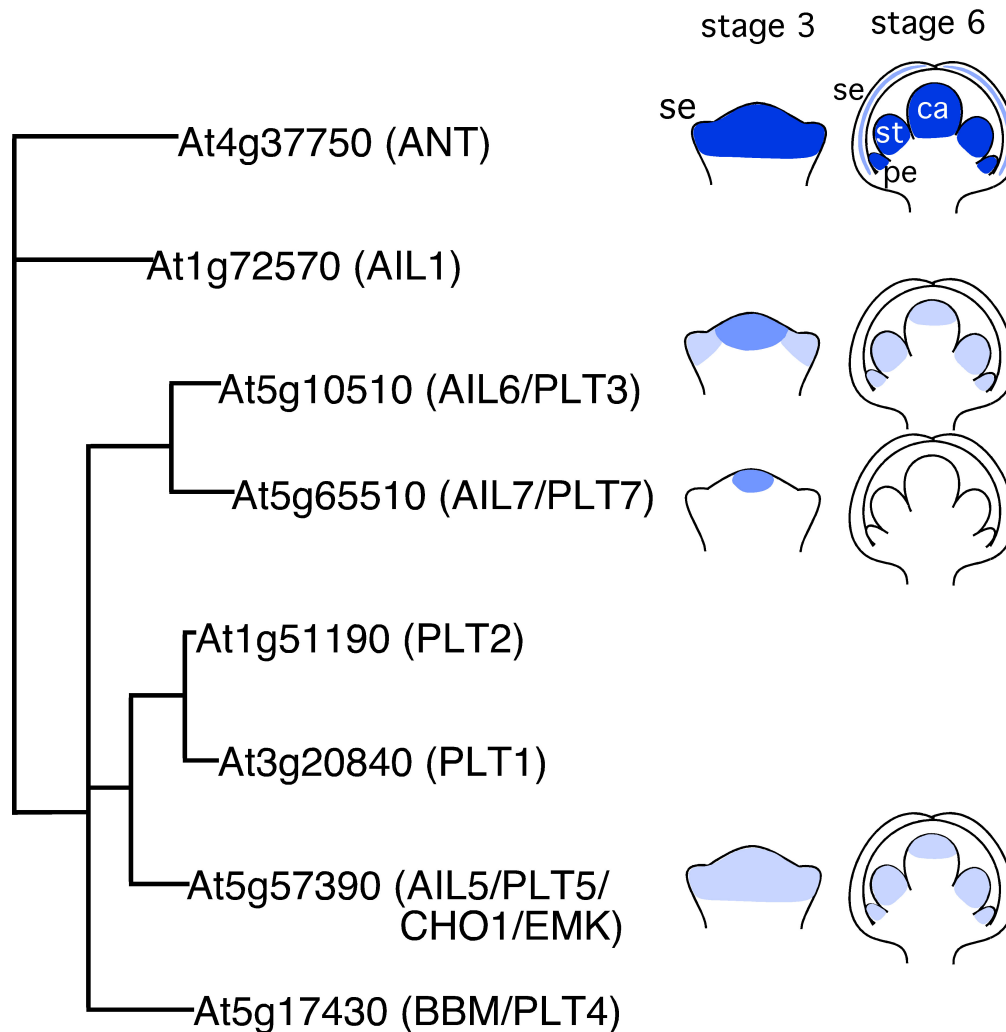 stage 3
stage 6
se
se
ca
st
pe
At4g37750 (ANT)
At1g72570 (AIL1)
At5g10510 (AIL6/PLT3)
At5g65510 (AIL7/PLT7)
At1g51190 (PLT2)
At3g20840 (PLT1)
At5g57390 (AIL5/PLT5/
CHO1/EMK)
At5g17430 (BBM/PLT4)